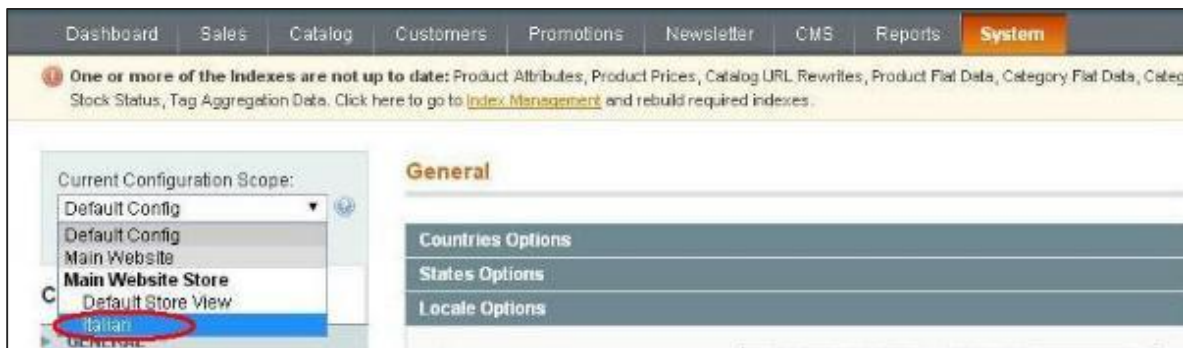 Dashboard Sales Catalog Customers Promotions Newsletter CMS Reports System
One or more of the Indexes are not up to date: Product Attributes, Product Prices, Catalog URL Rewrites, Product Flat Data, Category Flat Data, Categ
Stock Status, Tag Aggregation Data. Click here to go to Index Management and rebuild required indexes.
Current Configuration Scope:
Default Config
Default Config
Main Website
Main Website Store
Default Store View
Italian
C
GENERAL
General
Countries Options
States Options
Locale Options